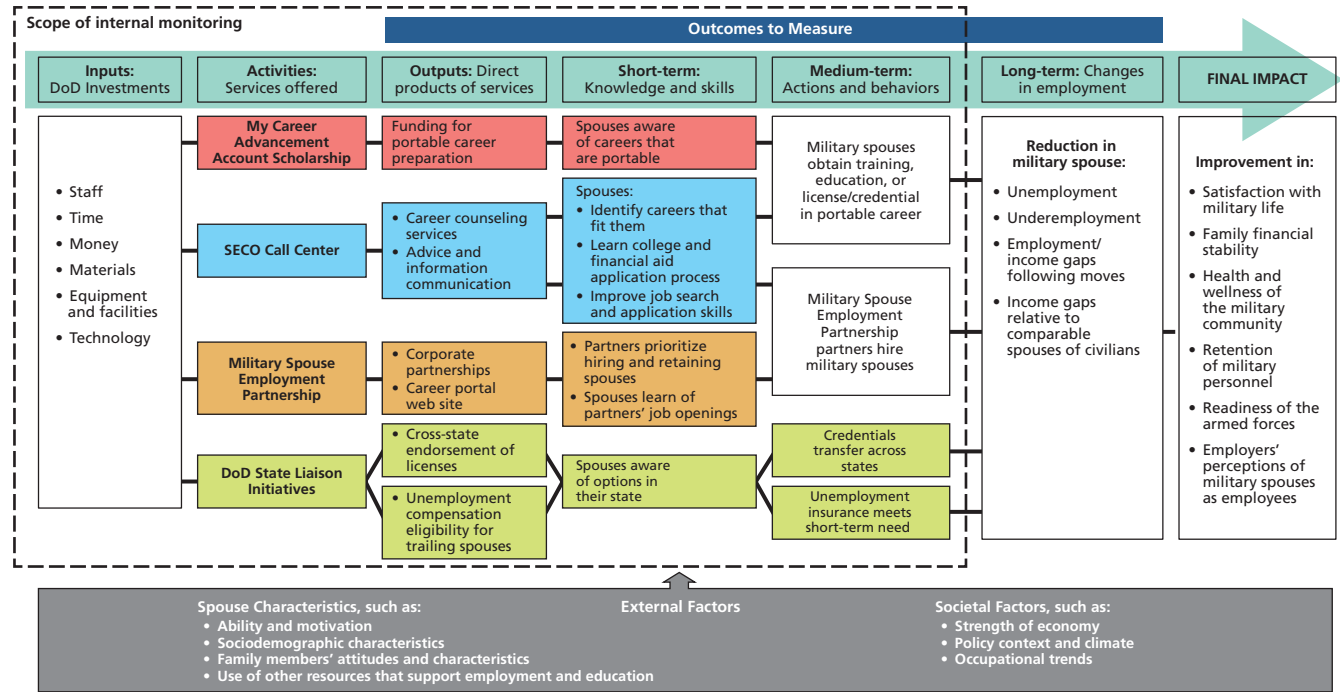 Scope of internal monitoring
Outcomes to Measure
Inputs:
DoD Investments
Activities:
Services offered
Outputs: Direct
products of services
Short-term:
Knowledge and skills
Medium-term:
Actions and behaviors
Long-term: Changes
in employment
FINAL IMPACT
• Staff
• Time
• Money
• Materials
• Equipment
and facilities
• Technology
My Career
Advancement
Account Scholarship
Funding for
portable career
preparation
Spouses aware
of careers that
are portable
SECO Call Center
• Career counseling
services
• Advice and
information
communication
Spouses:
• Identify careers that
fit them
• Learn college and
financial aid
application process
• Improve job search
and application skills
Military spouses
obtain training,
education, or
license/credential
in portable career
Military Spouse
Employment
Partnership
• Corporate
partnerships
• Career portal
web site
• Partners prioritize
hiring and retaining
spouses
• Spouses learn of
partners’ job openings
Military Spouse
Employment
Partnership
partners hire
military spouses
DoD State Liaison
Initiatives
• Cross-state
endorsement of
licenses
• Unemployment
compensation
eligibility for
trailing spouses
Spouses aware
of options in
their state
Credentials
transfer across
states
Unemployment
insurance meets
short-term need
Reduction in
military spouse:
• Unemployment
• Underemployment
• Employment/
income gaps
following moves
• Income gaps
relative to
comparable
spouses of civilians
Improvement in:
• Satisfaction with
military life
• Family financial
stability
• Health and
wellness of
the military
community
• Retention
of military
personnel
• Readiness of the
armed forces
• Employers’
perceptions of
military spouses
as employees
External Factors
Spouse Characteristics, such as:
• Ability and motivation
• Sociodemographic characteristics
• Family members’ attitudes and characteristics
• Use of other resources that support employment and education
Societal Factors, such as:
• Strength of economy
• Policy context and climate
• Occupational trends